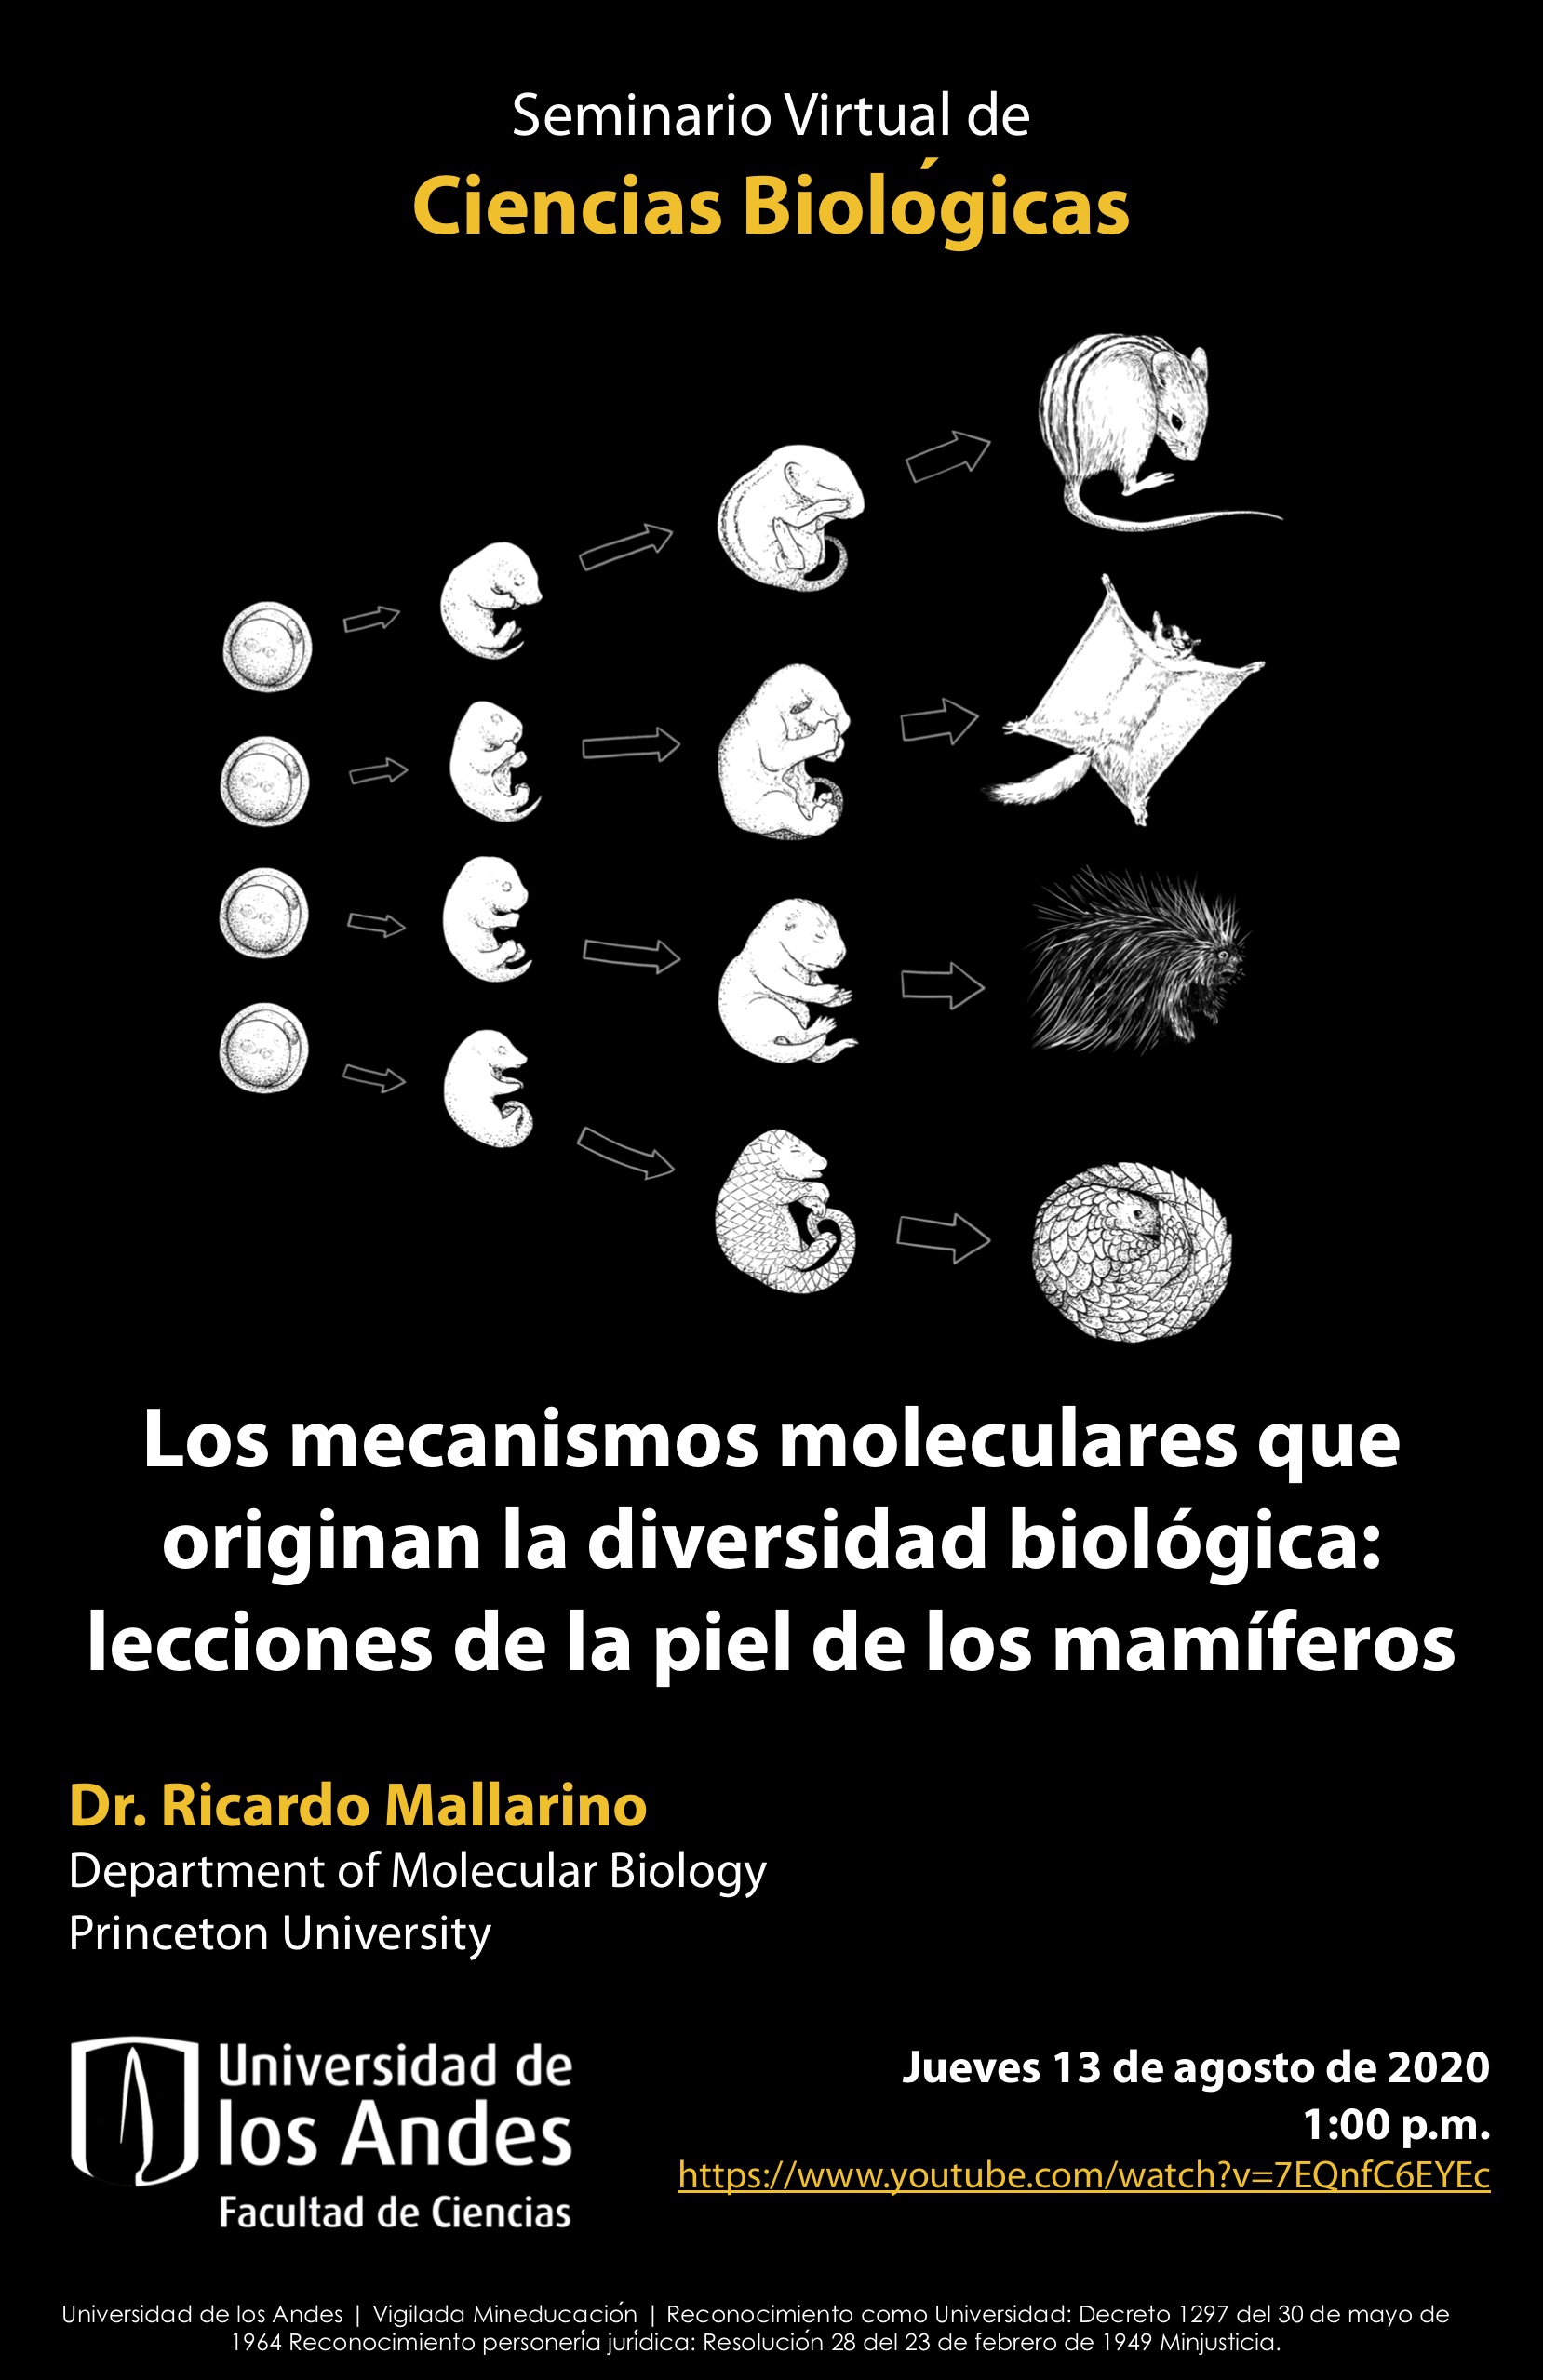 Seminario Virtual de
Ciencias Biológicas
Los mecanismos moleculares que
originan la diversidad biológica:
lecciones de la piel de los mamíferos
Dr. Ricardo Mallarino
Department of Molecular Biology
Princeton University
Universidad de
los Andes
Facultad de Ciencias
Jueves 13 de agosto de 2020
1:00 p.m.
https://www.youtube.com/watch?v=7EQnfC6EYEc
Universidad de los Andes | Vigilada Mineducación | Reconocimiento como Universidad: Decreto 1297 del 30 de mayo de
1964 Reconocimiento personería jurídica: Resolución 28 del 23 de febrero de 1949 Minjusticia.